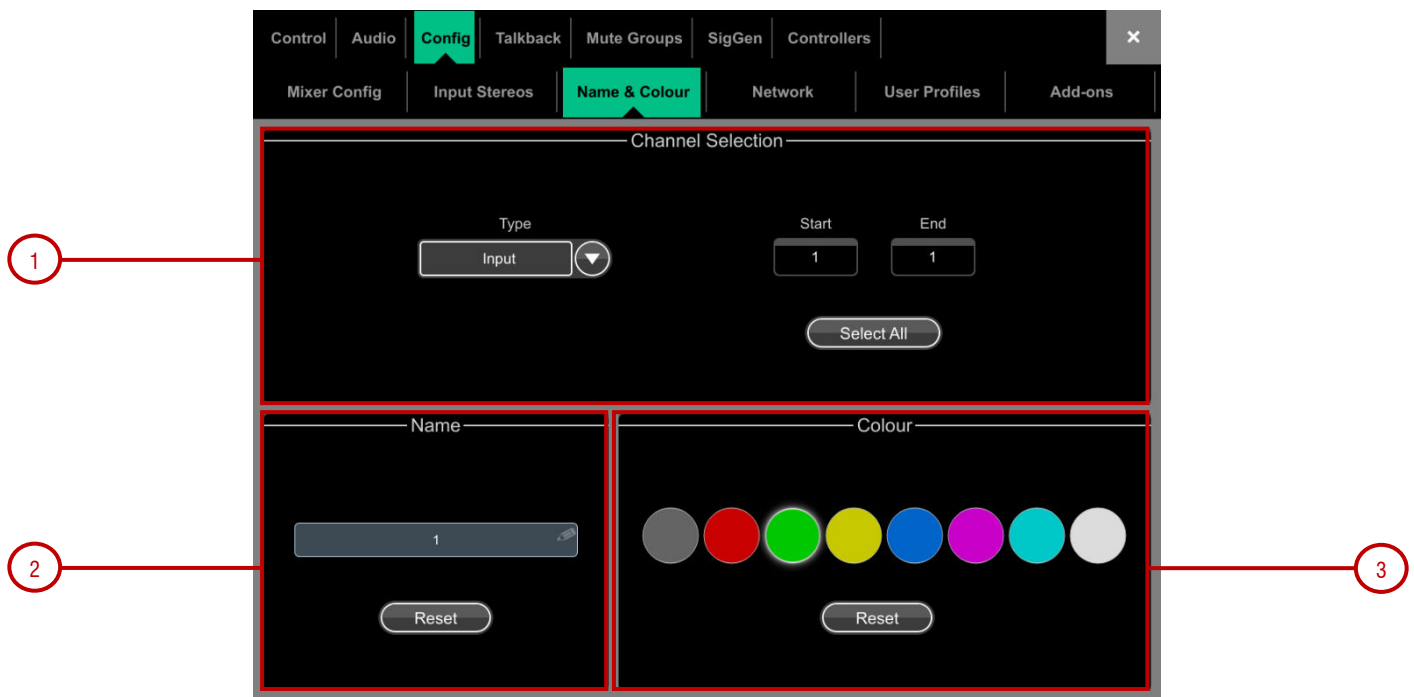 Control Audio Config Talkback Mute Groups SigGen Controllers ×
Mixer Config Input Stereos Name & Colour Network User Profiles Add-ons
Channel Selection
Type Start End
1
Input 1 1
Select All
Name Colour
1
2
3
Reset Reset